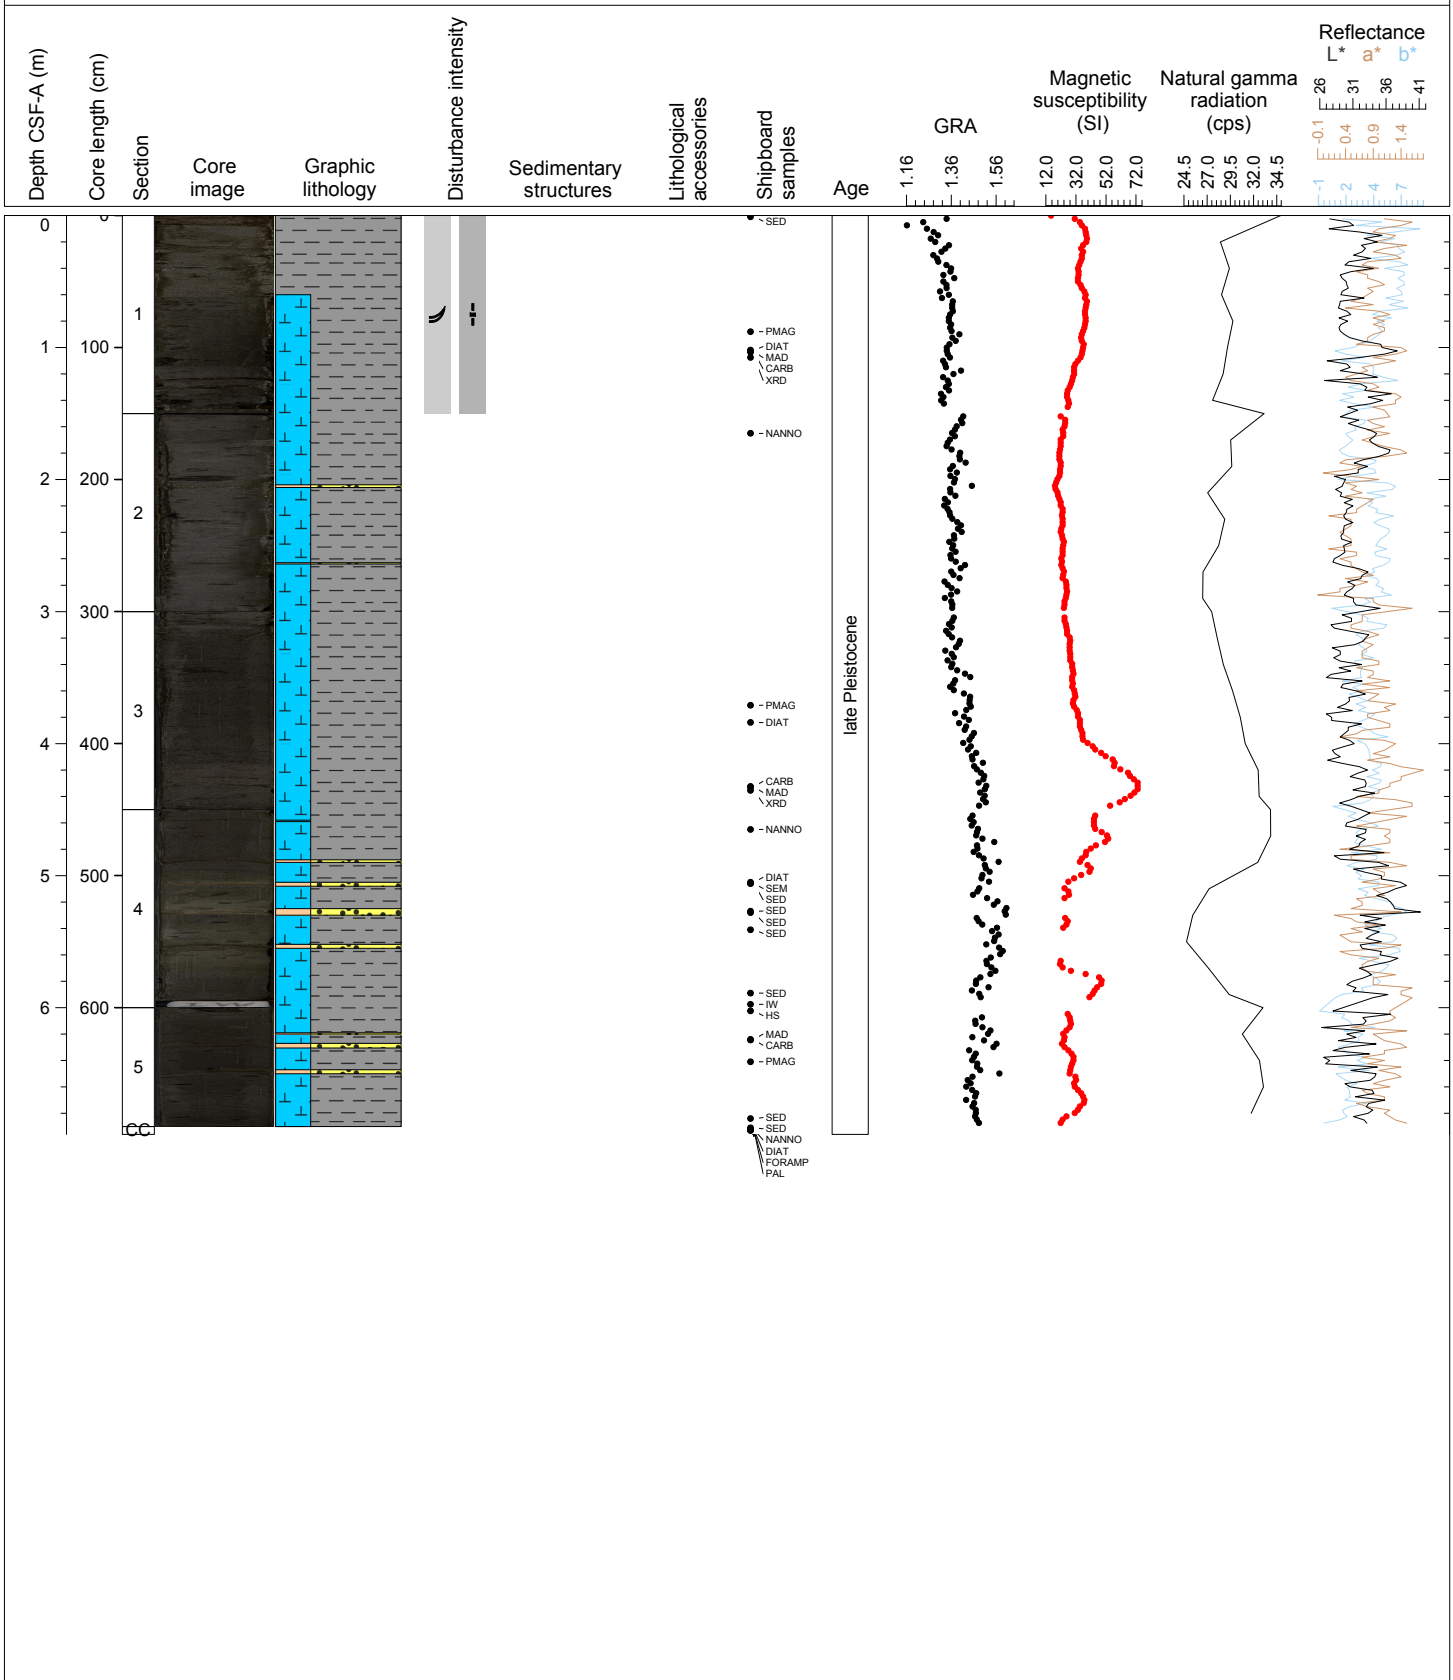 Depth CSF-A (m)
Core length (cm)
Section
Core
image
Graphic
lithology
Disturbance intensity
Sedimentary
structures
Lithological
accessories
Shipboard
samples
Age
GRA
1.16
1.36
1.56
Magnetic
susceptibility
(SI)
12.0
32.0
52.0
72.0
Natural gamma
radiation
(cps)
24.5
27.0
29.5
32.0
34.5
Reflectance
L* a* b*
26
31
36
41
-0.1
0.4
0.9
1.4
-1
2
4
7
0
1
2
3
4
5
6
0
100
200
300
400
500
600
1
2
3
4
5
CC
SED
PMAG
DIAT
MAD
CARB
XRD
NANNO
PMAG
DIAT
CARB
MAD
XRD
NANNO
DIAT
SEM
SED
SED
SED
SED
SED
IW
HS
MAD
CARB
PMAG
SED
SED
NANNO
DIAT
FORAMP
PAL
late Pleistocene